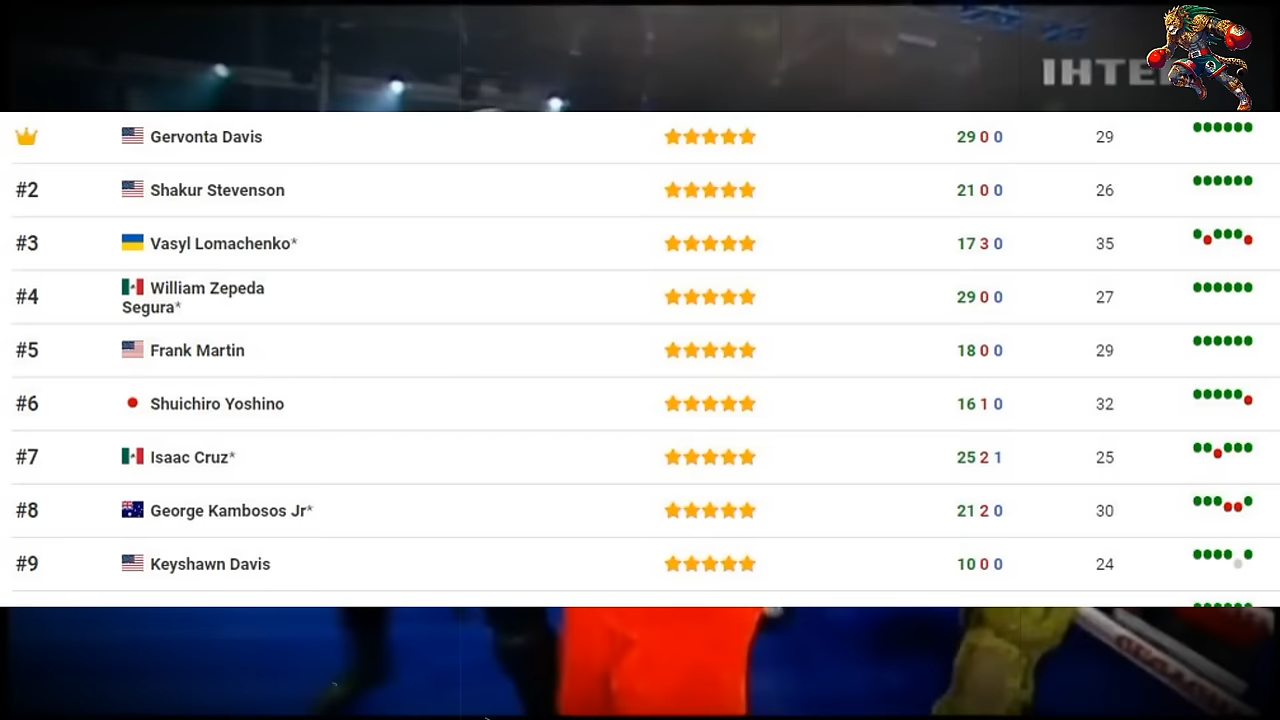 ІНТЕ
Gervonta Davis 29 0 0 29
#2 Shakur Stevenson 21 0 0 26
#3 Vasyl Lomachenko* 17 3 0 35
#4 William Zepeda
Segura* 29 0 0 27
#5 Frank Martin 18 0 0 29
#6 Shuichiro Yoshino 16 1 0 32
#7 Isaac Cruz* 25 2 1 25
#8 George Kambosos Jr* 21 2 0 30
#9 Keyshawn Davis 10 0 0 24